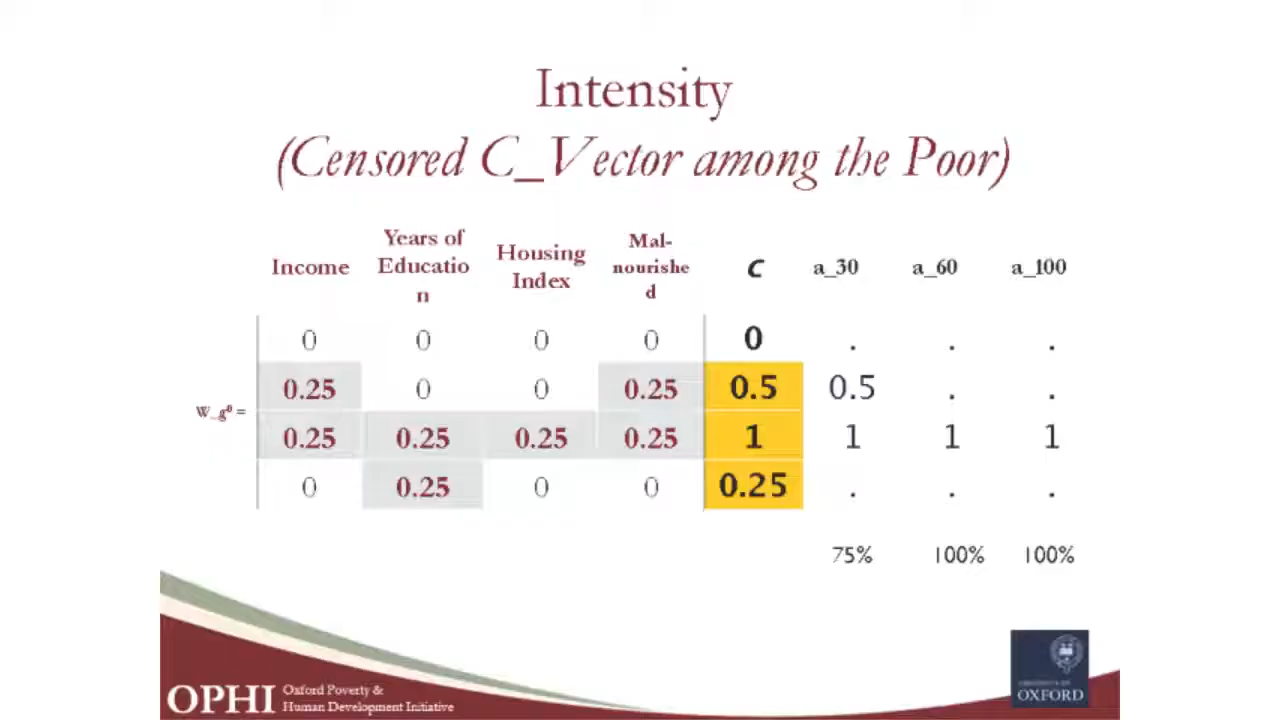 Intensity
(Censored C_Vector among the Poor)
Income Years of Educatio n Housing Index Mal- nourishe d c a_30 a_60 a_100
0 0 0 0 0 . . .
0.25 0 0 0.25 0.5 0.5 . .
W_g⁰ = 0.25 0.25 0.25 0.25 1 1 1 1
0 0.25 0 0 0.25 . . .
75% 100% 100%
OPHI Oxford Poverty &
Human Development Initiative
UNIVERSITY OF
OXFORD